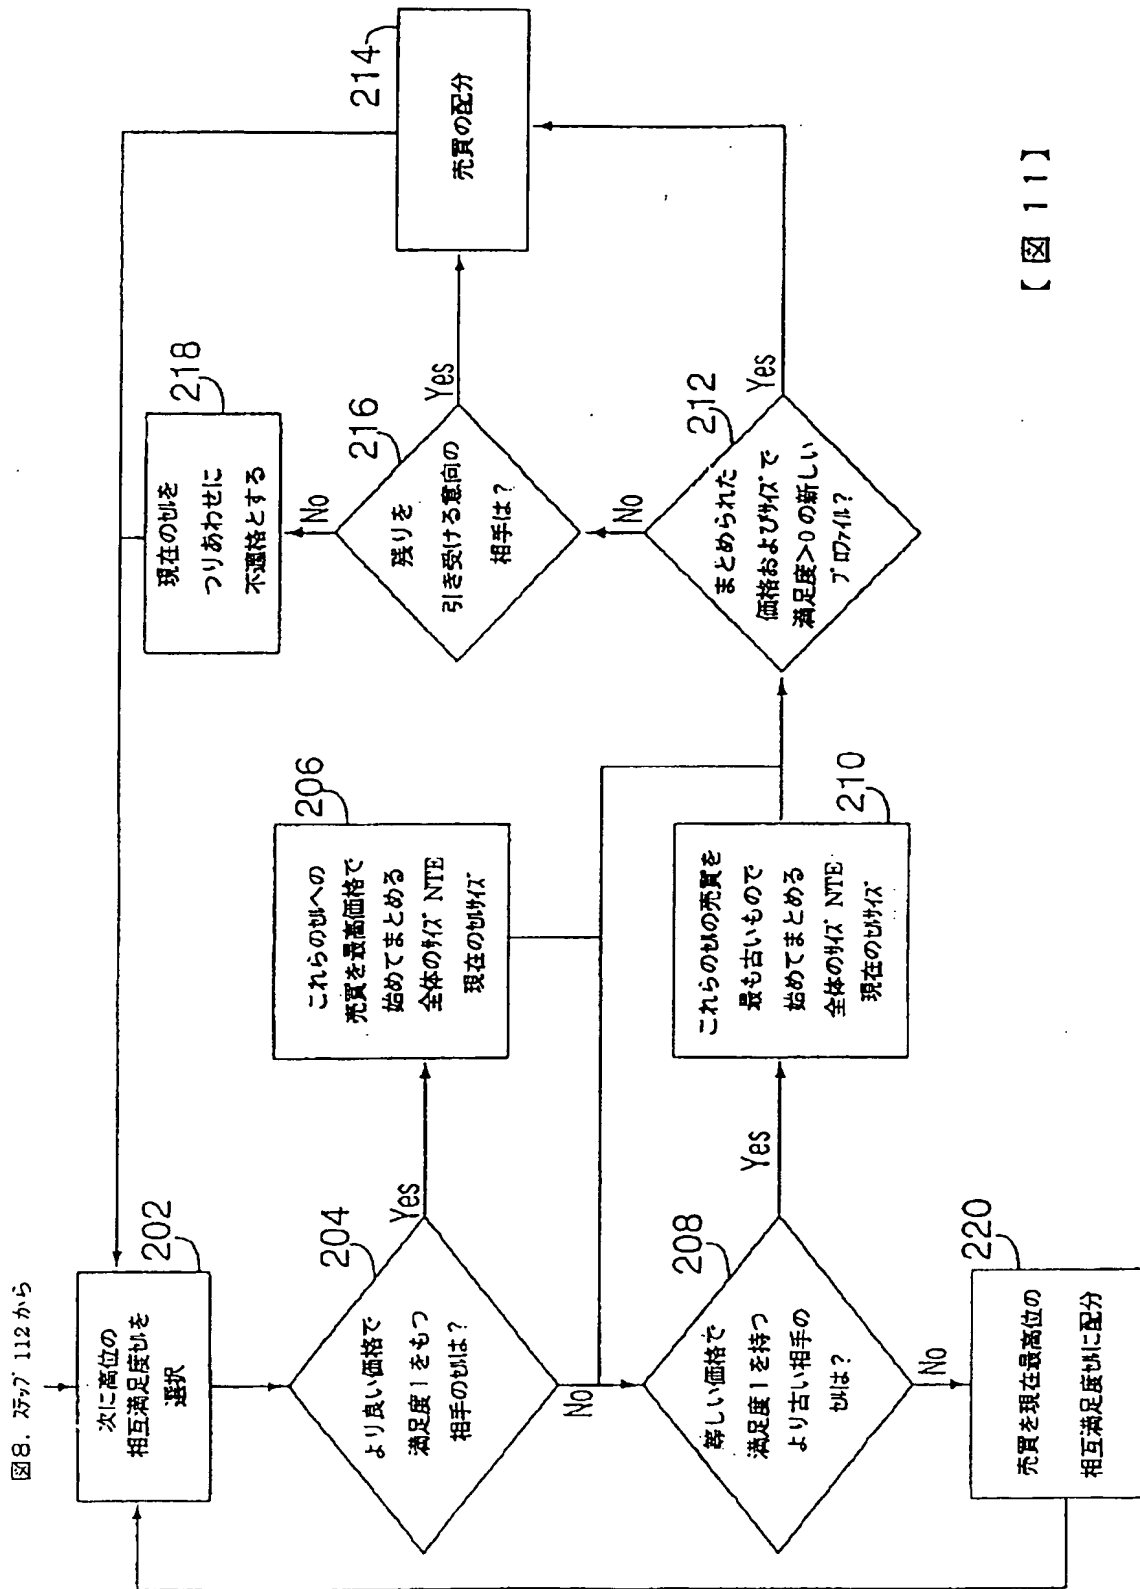 図8. ステップ 112 から
次に高位の
相互満足度セルを
選択
202
より良い価格で
満足度1をもつ
相手のセルは?
204
Yes
No
これらのセルへの
売買を最高価格で
始めてまとめる
全体のサイズ NTE
現在のセルサイズ
206
等しい価格で
満足度1を持つ
より古い相手の
セルは?
208
Yes
No
これらのセルの売買を
最も古いもので
始めてまとめる
全体のサイズ NTE
現在のセルサイズ
210
まとめられた
価格およびサイズで
満足度>0の新しい
プロファイル?
212
Yes
No
売買の配分
214
残りを
引き受ける意向の
相手は?
216
Yes
No
現在のセルを
つりあわせに
不適格とする
218
売買を現在最高位の
相互満足度セルに配分
220
【図11】